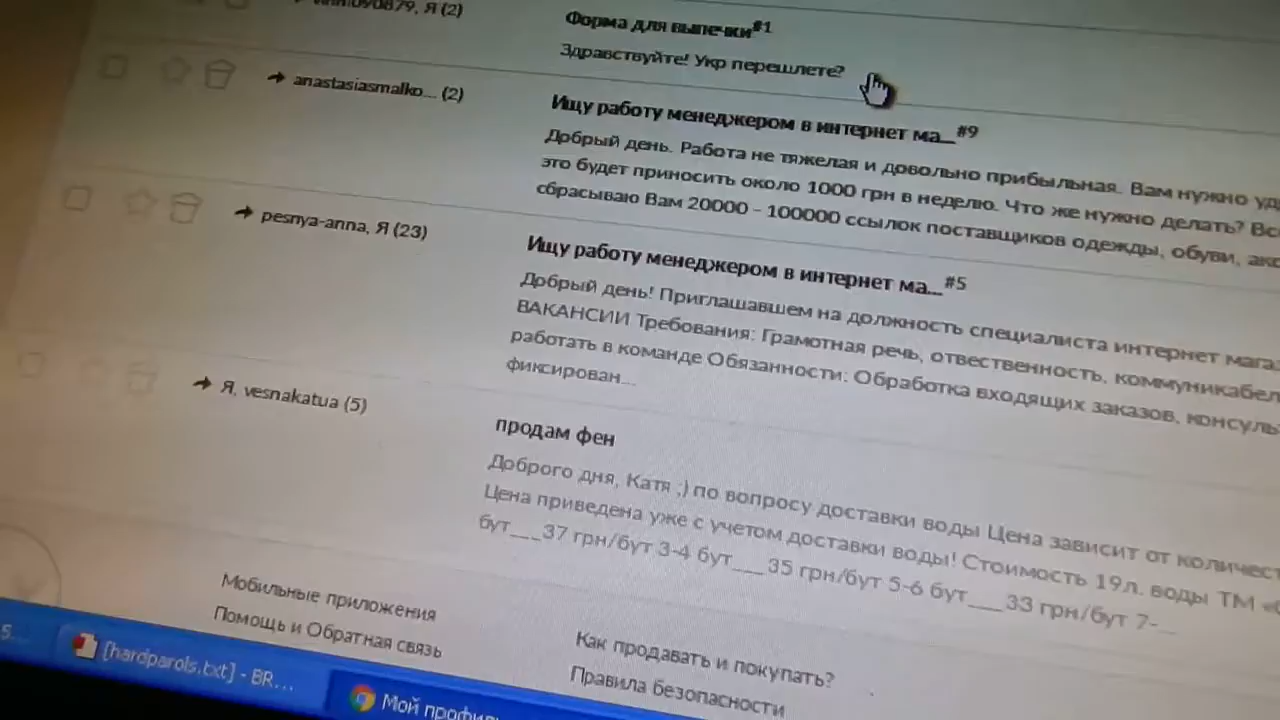 Я (2)
Форма для выпечки#1
Здравствуйте! Укр перешлете?
anastasiasmalko... (2)
Ищу работу менеджером в интернет ма...#9
Добрый день. Работа не тяжелая и довольно прибыльная. Вам нужно уд
это будет приносить около 1000 грн в неделю. Что же нужно делать? Вс
сбрасываю Вам 20000 - 100000 ссылок поставщиков одежды, обуви, акс
pesnya-anna, Я (23)
Ищу работу менеджером в интернет ма...#5
Добрый день! Приглашавшем на должность специалиста интернет мага
ВАКАНСИИ Требования: Грамотная речь, отвественность, коммуникабел
работать в команде Обязанности: Обработка входящих заказов, консуль
фиксирован...
Я, vesnakatua (5)
продам фен
Доброго дня, Катя ;) по вопросу доставки воды Цена зависит от количест
Цена приведена уже с учетом доставки воды! Стоимость 19л. воды ТМ
бут___37 грн/бут 3-4 бут___35 грн/бут 5-6 бут___33 грн/бут 7-...
Мобильные приложения
Помощь и Обратная связь
Как продавать и покупать?
Правила безопасности
[hardparols.txt] - BR...
Мой профиль